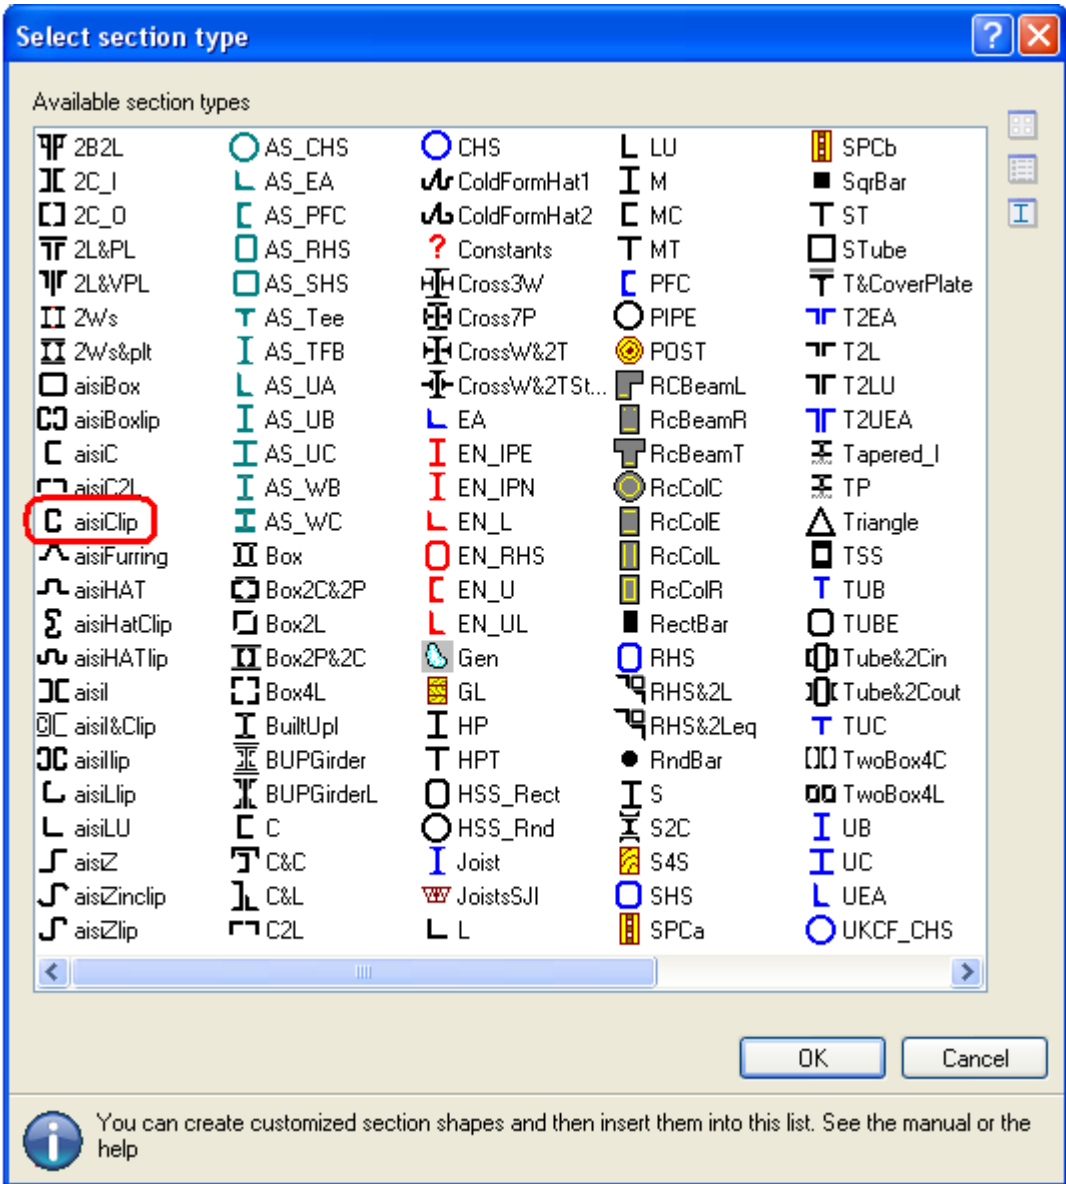 Select section type
Available section types
2B2L
2C_I
2C_O
2L&PL
2L&VPL
2Ws
2Ws&plt
aisiBox
aisiBoxlip
aisiC
aisiC2L
aisiClip
aisiFurring
aisiHAT
aisiHatClip
aisiHATlip
aisiI
aisiI&Clip
aisiIlip
aisiLlip
aisiLU
aisiZ
aisiZinclip
aisiZlip
AS_CHS
AS_EA
AS_PFC
AS_RHS
AS_SHS
AS_Tee
AS_TFB
AS_UA
AS_UB
AS_UC
AS_WB
AS_WC
Box
Box2C&2P
Box2L
Box2P&2C
Box4L
BuiltUpI
BUPGirder
BUPGirderL
C
C&C
C&L
C2L
CHS
ColdFormHat1
ColdFormHat2
Constants
Cross3W
Cross7P
CrossW&2T
CrossW&2TSt...
EA
EN_IPE
EN_IPN
EN_L
EN_RHS
EN_U
EN_UL
Gen
GL
HP
HPT
HSS_Rect
HSS_Rnd
Joist
JoistsSJI
L
LU
M
MC
MT
PFC
PIPE
POST
RCBeamL
RcBeamR
RcBeamT
RcColC
RcColE
RcColL
RcColR
RectBar
RHS
RHS&2L
RHS&2Leq
RndBar
S
S2C
S4S
SHS
SPCa
SPCb
SqrBar
ST
STube
T&CoverPlate
T2EA
T2L
T2LU
T2UEA
Tapered_I
TP
Triangle
TSS
TUB
TUBE
Tube&2Cin
Tube&2Cout
TUC
TwoBox4C
TwoBox4L
UB
UC
UEA
UKCF_CHS
OK
Cancel
You can create customized section shapes and then insert them into this list. See the manual or the
help